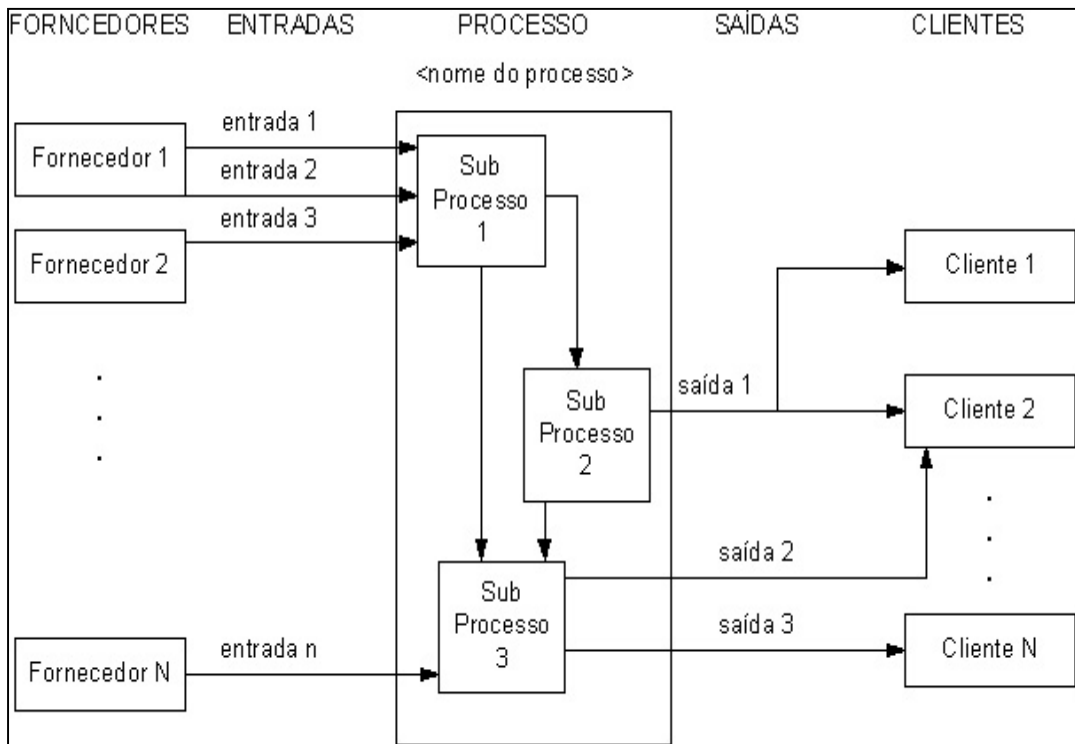 FORNCEDORES ENTRADAS PROCESSO SAÍDAS CLIENTES
<nome do processo>
entrada 1
Fornecedor 1
entrada 2
entrada 3
Fornecedor 2
Sub
Processo
1
Cliente 1
Sub
Processo
2
saída 1
Cliente 2
saída 2
Sub
Processo
3
saída 3
entrada n
Fornecedor N
Cliente N